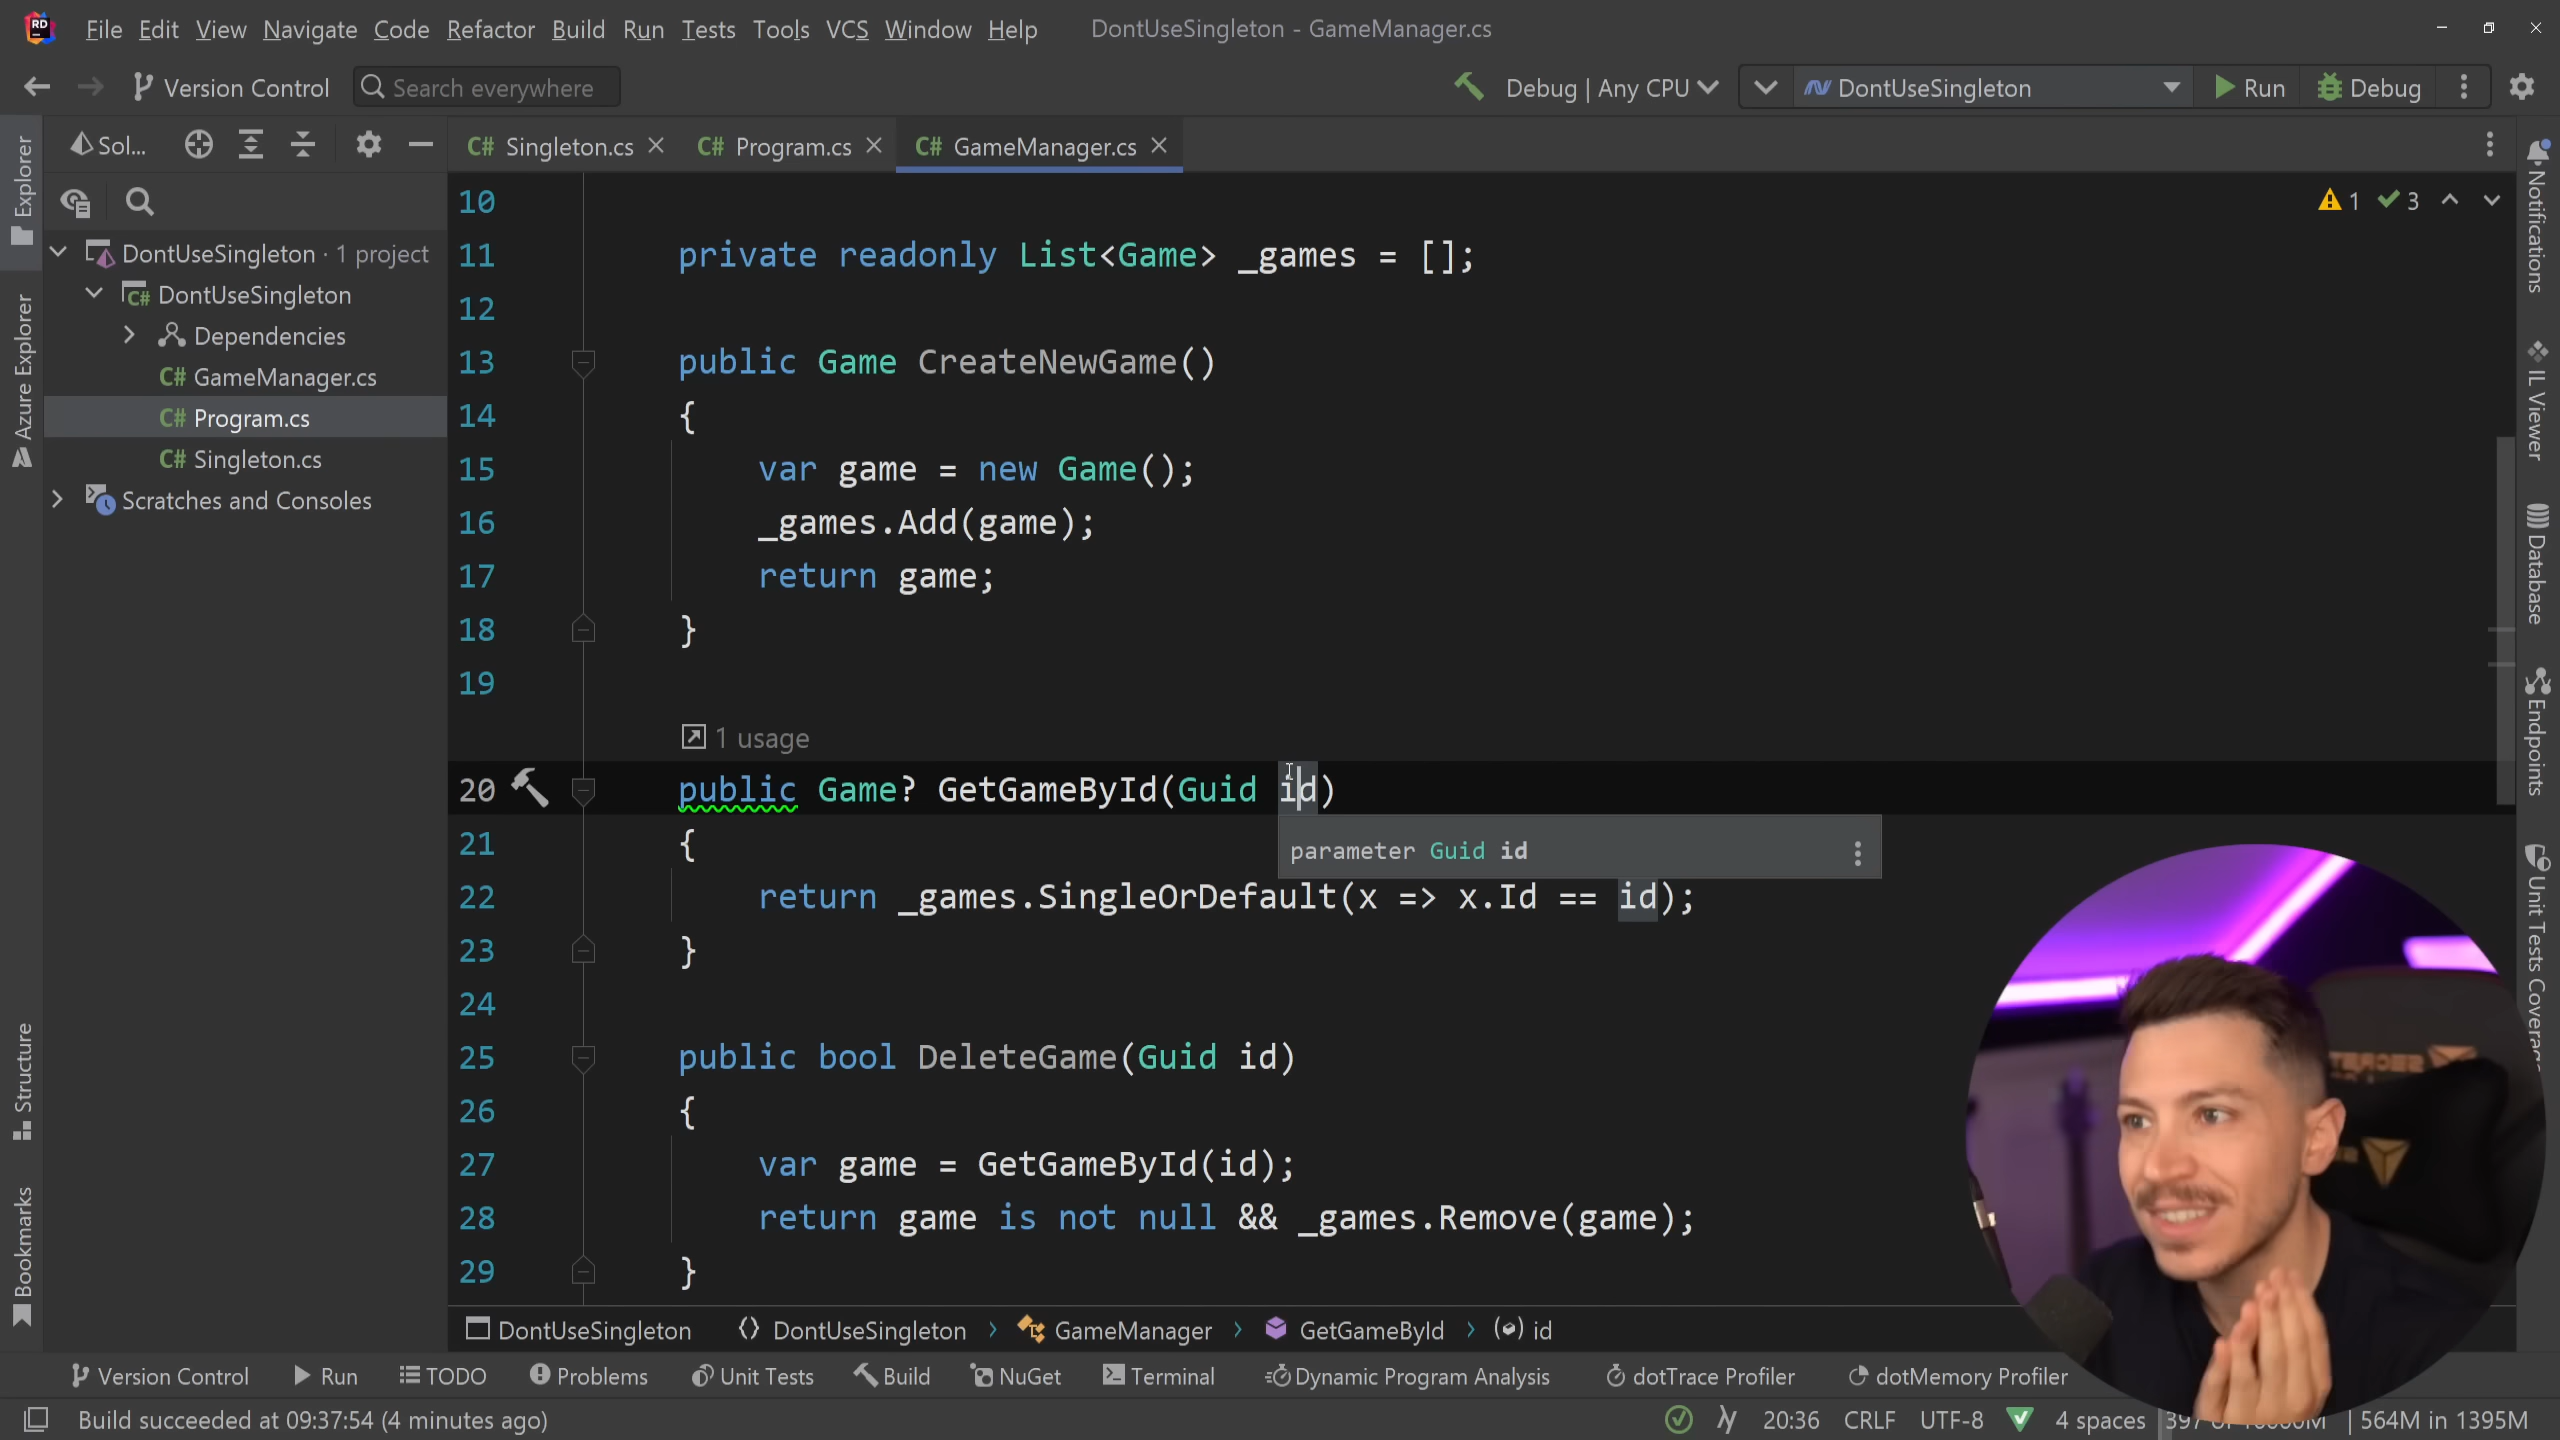 File Edit View Navigate Code Refactor Build Run Tests Tools VCS Window Help DontUseSingleton - GameManager.cs
Version Control Search everywhere Debug | Any CPU DontUseSingleton Run Debug
Sol... C# Singleton.cs C# Program.cs C# GameManager.cs
Explorer
Azure Explorer
Structure
Bookmarks
DontUseSingleton · 1 project
C# DontUseSingleton
Dependencies
C# GameManager.cs
C# Program.cs
C# Singleton.cs
Scratches and Consoles
1 3
10
11 private readonly List<Game> _games = [];
12
13 public Game CreateNewGame()
14 {
15 var game = new Game();
16 _games.Add(game);
17 return game;
18 }
19
1 usage
20 public Game? GetGameById(Guid id)
21 {
parameter Guid id
22 return _games.SingleOrDefault(x => x.Id == id);
23 }
24
25 public bool DeleteGame(Guid id)
26 {
27 var game = GetGameById(id);
28 return game is not null && _games.Remove(game);
29 }
Notifications
IL Viewer
Database
Endpoints
Unit Tests Coverag
DontUseSingleton DontUseSingleton GameManager GetGameById id
Version Control Run TODO Problems Unit Tests Build NuGet Terminal Dynamic Program Analysis dotTrace Profiler dotMemory Profiler
Build succeeded at 09:37:54 (4 minutes ago) 20:36 CRLF UTF-8 4 spaces 564M in 1395M